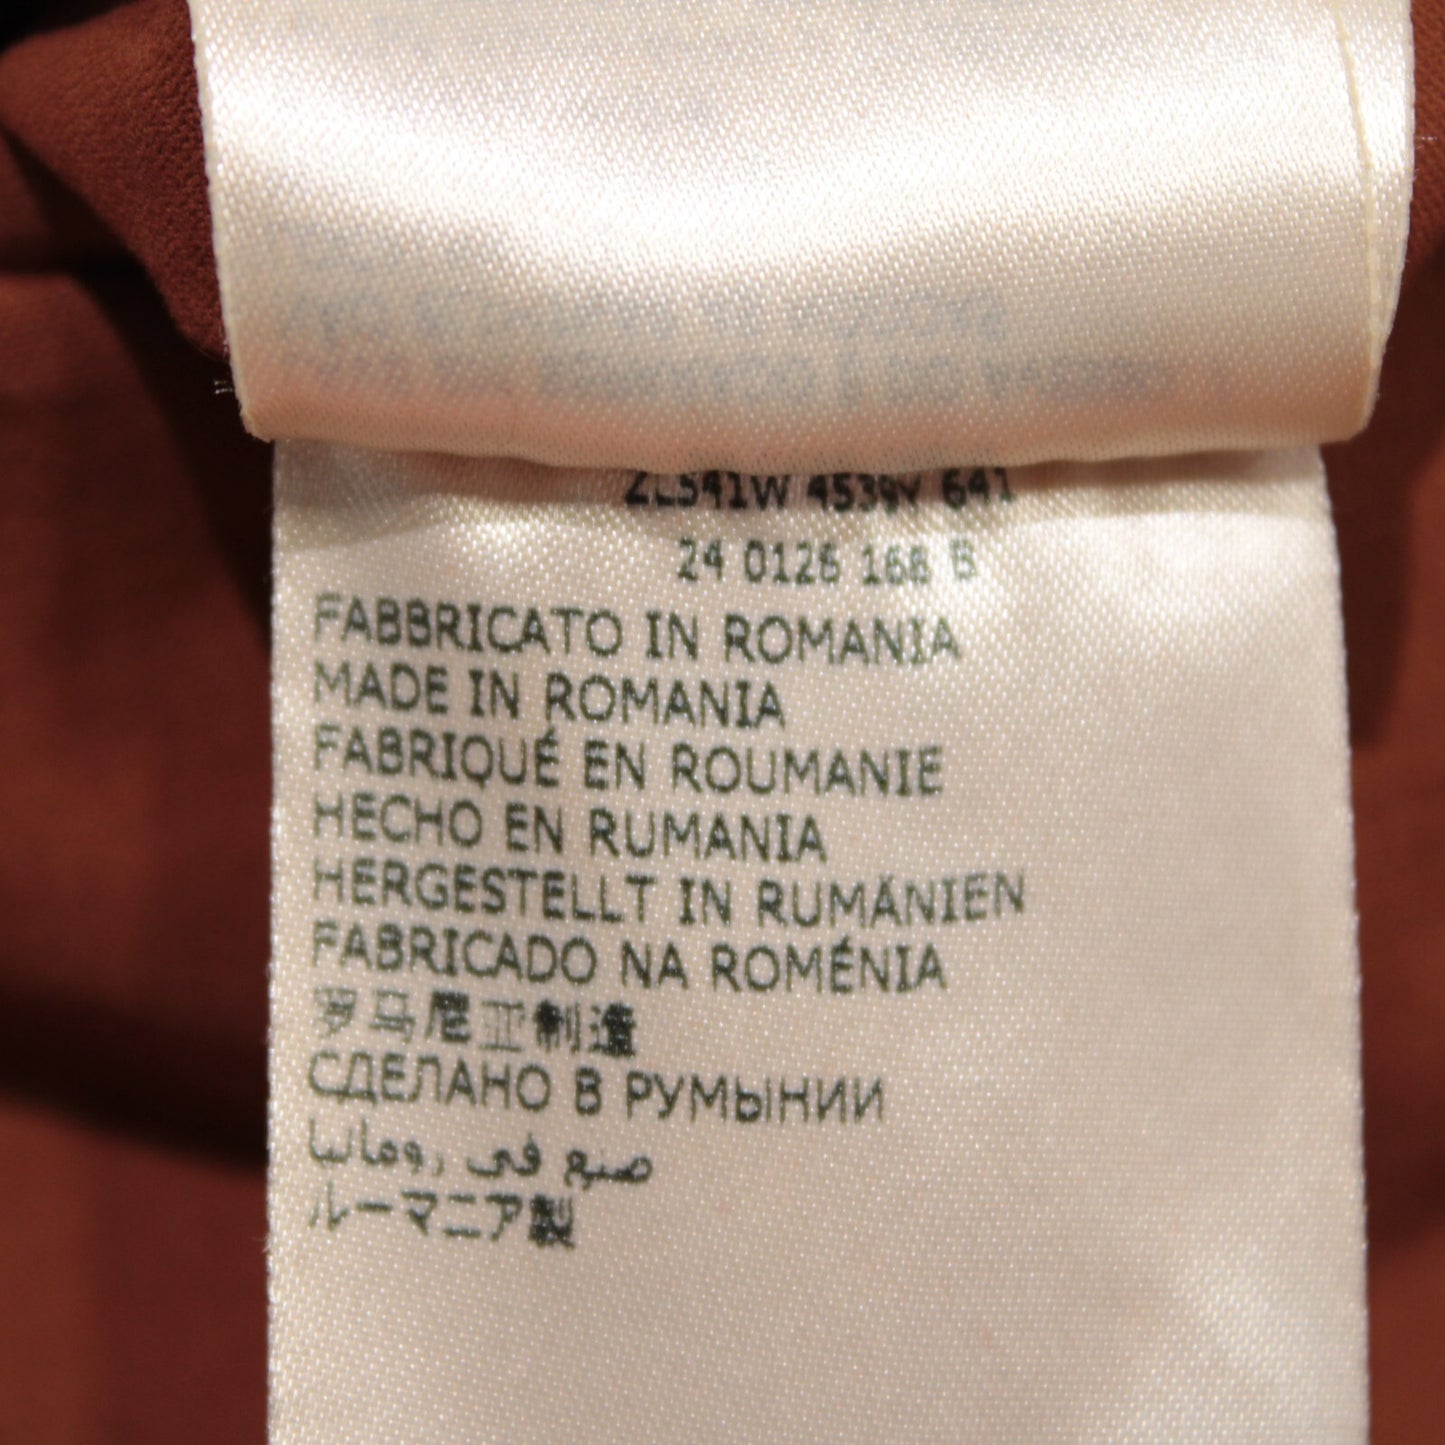 ZL541W 4539Y 641
24 0126 168 B
FABBRICATO IN ROMANIA
MADE IN ROMANIA
FABRIQUÉ EN ROUMANIE
HECHO EN RUMANIA
HERGESTELLT IN RUMÄNIEN
FABRICADO NA ROMÉNIA
罗马尼亚制造
СДЕЛАНО В РУМЫНИИ
صنع في رومانيا
ルーマニア製